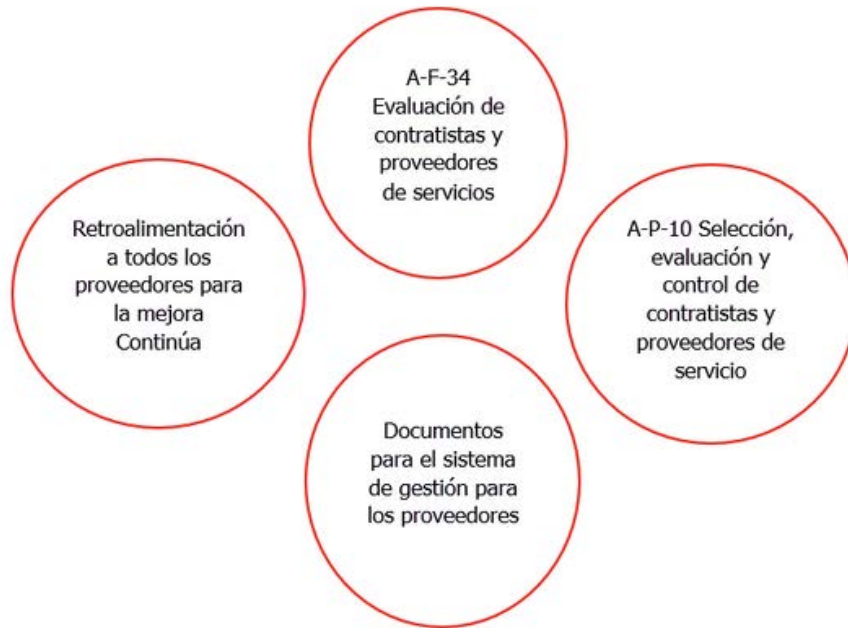 A-F-34
Evaluación de
contratistas y
proveedores
de servicios
Retroalimentación
a todos los
proveedores para
la mejora
Continúa
A-P-10 Selección,
evaluación y
control de
contratistas y
proveedores de
servicio
Documentos
para el sistema
de gestión para
los proveedores